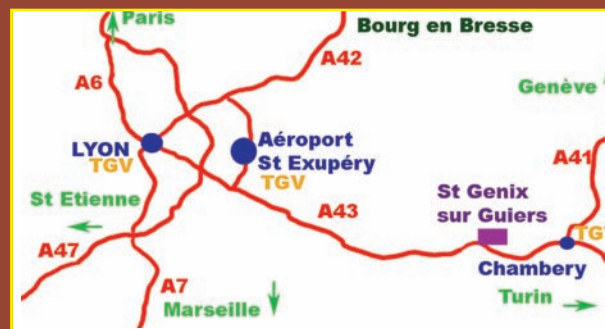 Paris
Bourg en Bresse
A42
A6
Genève
LYON
TGV
Aéroport
St Exupéry
TGV
A41
St Etienne
St Genix
sur Guiers
A43
TGV
A47
Chambery
A7
Marseille
Turin